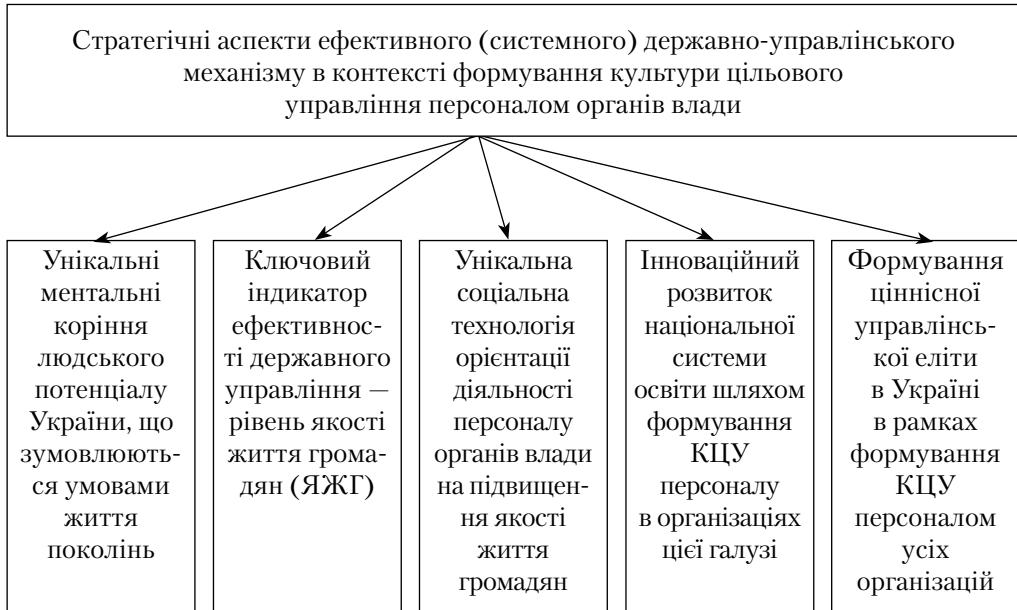 Стратегічні аспекти ефективного (системного) державно-управлінського
механізму в контексті формування культури цільового
управління персоналом органів влади
Унікальні
ментальні
коріння
людського
потенціалу
України, що
зумовлюють-
ся умовами
життя
поколінь
Ключовий
індикатор
ефективнос-
ті державного
управління —
рівень якості
життя грома-
дян (ЯЖГ)
Унікальна
соціальна
технологія
орієнтації
діяльності
персоналу
органів влади
на підвищен-
ня якості
життя
громадян
Інноваційний
розвиток
національної
системи
освіти шляхом
формування
КЦУ
персоналу
в організаціях
цієї галузі
Формування
ціннісної
управлінсь-
кої еліти
в Україні
в рамках
формування
КЦУ
персоналом
усіх
організацій